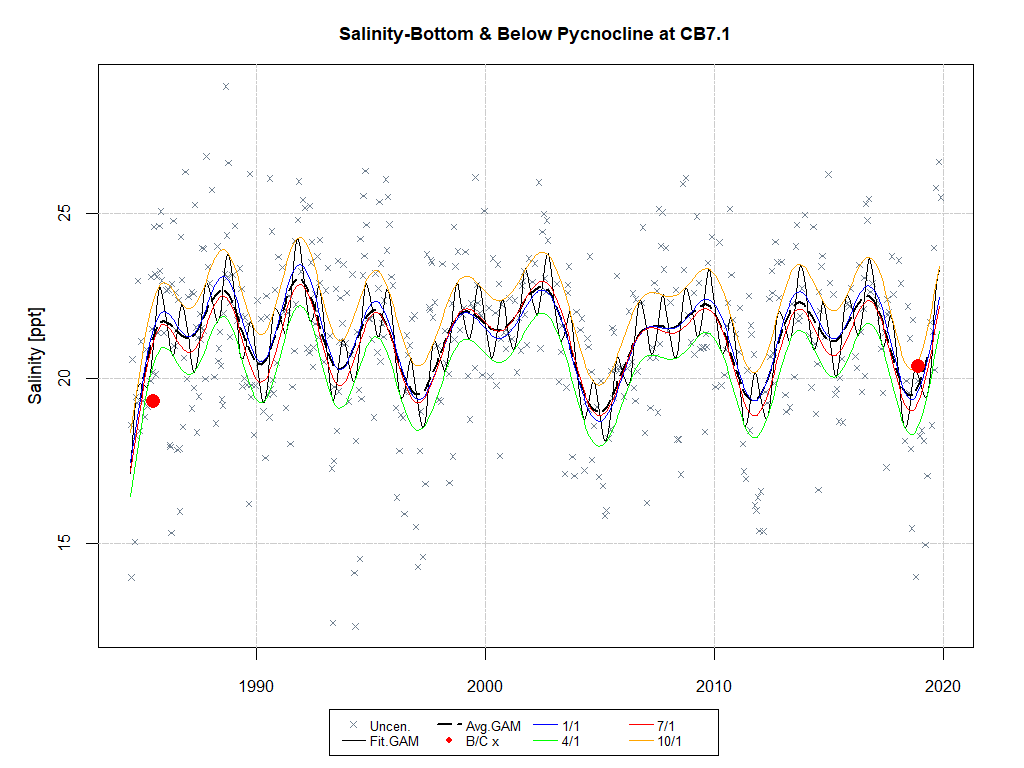 Salinity-Bottom & Below Pycnocline at CB7.1
Salinity [ppt]
25
20
15
1990 2000 2010 2020
Uncen. Avg.GAM 1/1 7/1
Fit.GAM B/C x 4/1 10/1